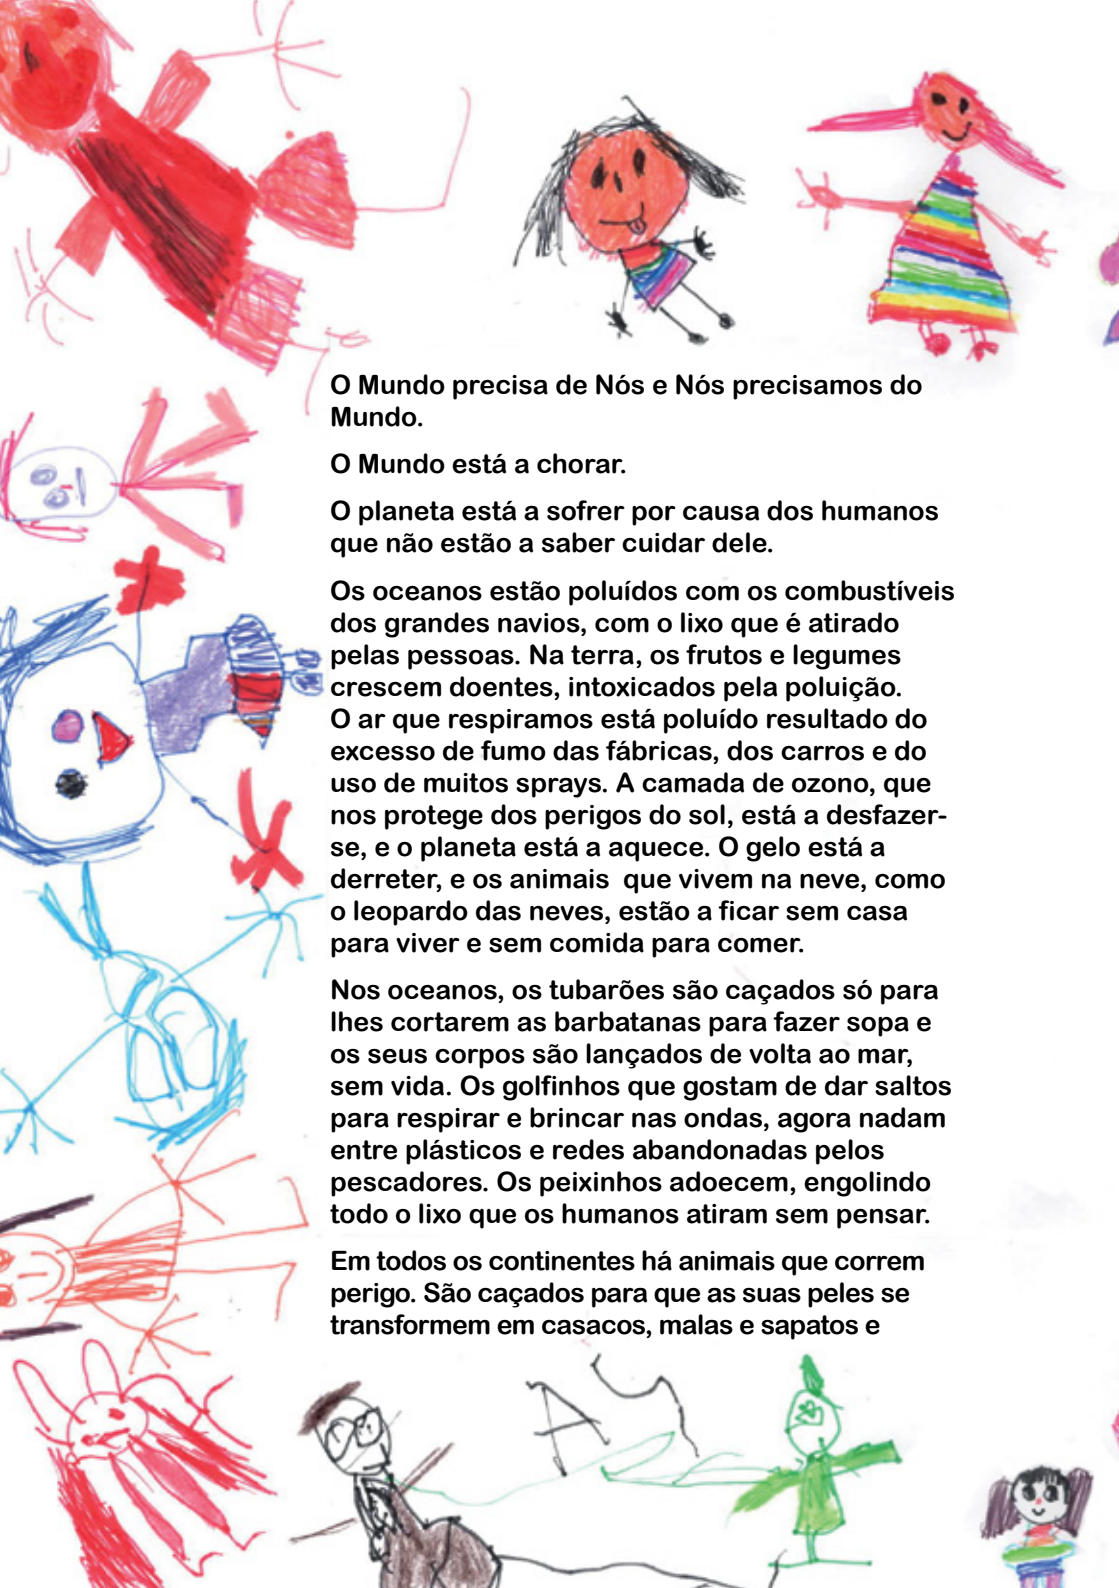 O Mundo precisa de Nós e Nós precisamos do
Mundo.
O Mundo está a chorar.
O planeta está a sofrer por causa dos humanos
que não estão a saber cuidar dele.
Os oceanos estão poluídos com os combustíveis
dos grandes navios, com o lixo que é atirado
pelas pessoas. Na terra, os frutos e legumes
crescem doentes, intoxicados pela poluição.
O ar que respiramos está poluído resultado do
excesso de fumo das fábricas, dos carros e do
uso de muitos sprays. A camada de ozono, que
nos protege dos perigos do sol, está a desfazer-
se, e o planeta está a aquece. O gelo está a
derreter, e os animais  que vivem na neve, como
o leopardo das neves, estão a ficar sem casa
para viver e sem comida para comer.
Nos oceanos, os tubarões são caçados só para
lhes cortarem as barbatanas para fazer sopa e
os seus corpos são lançados de volta ao mar,
sem vida. Os golfinhos que gostam de dar saltos
para respirar e brincar nas ondas, agora nadam
entre plásticos e redes abandonadas pelos
pescadores. Os peixinhos adoecem, engolindo
todo o lixo que os humanos atiram sem pensar.
Em todos os continentes há animais que correm
perigo. São caçados para que as suas peles se
transformem em casacos, malas e sapatos e